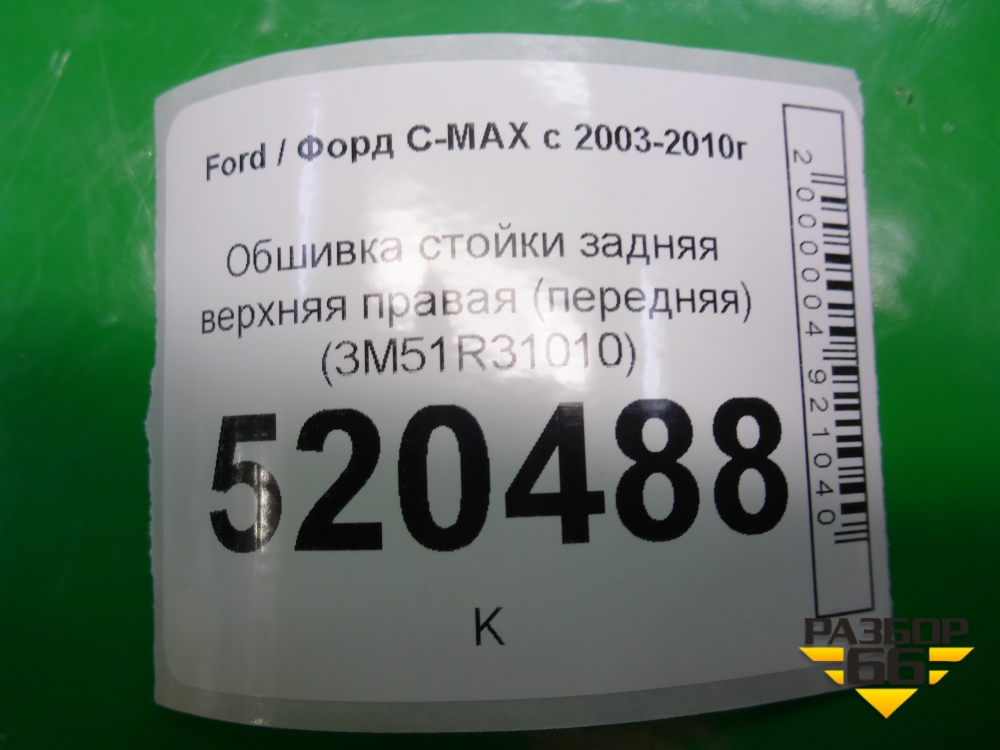 Ford / Форд C-MAX с 2003-2010г
Обшивка стойки задняя
верхняя правая (передняя)
(3M51R31010)
520488
К
2000004921040
РАЗБОР
66